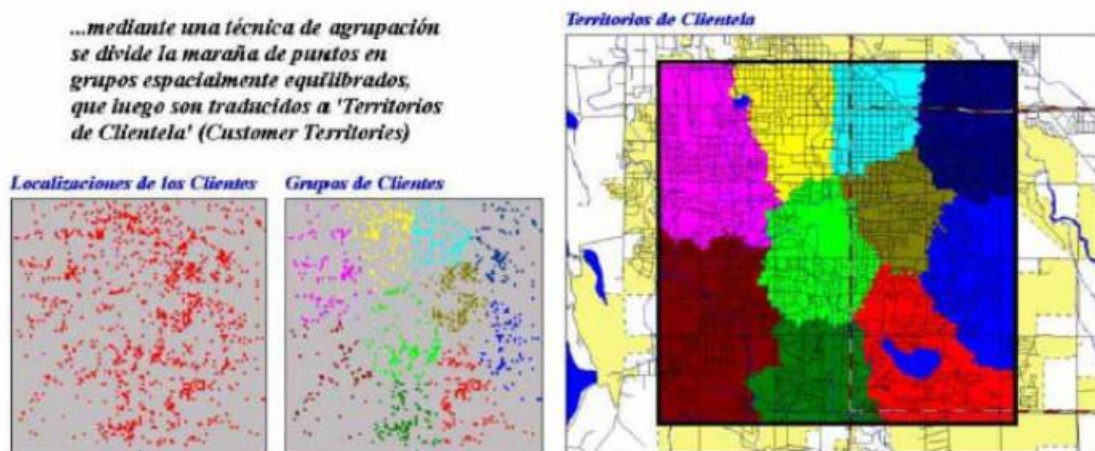 ...mediante una técnica de agrupación
se divide la maraña de puntos en
grupos espacialmente equilibrados,
que luego son traducidos a 'Territorios
de Clientela' (Customer Territories)
Localizaciones de los Clientes
Grupos de Clientes
Territorios de Clientela